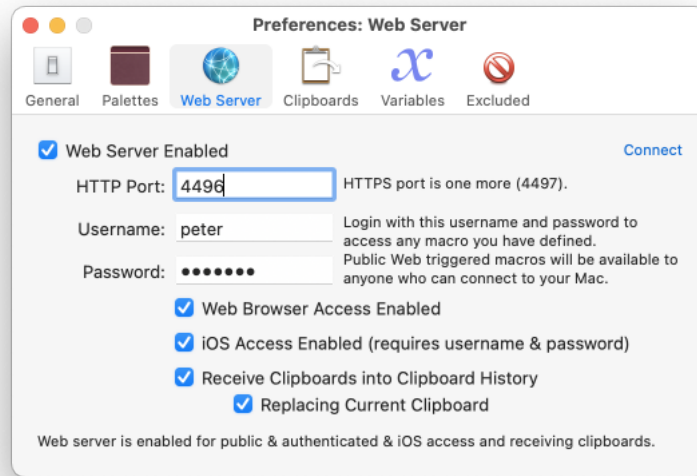 Preferences: Web Server
General Palettes Web Server Clipboards Variables Excluded
Web Server Enabled Connect
HTTP Port: 4496 HTTPS port is one more (4497).
Username: peter Login with this username and password to
access any macro you have defined.
Password: ••••••• Public Web triggered macros will be available to
anyone who can connect to your Mac.
Web Browser Access Enabled
iOS Access Enabled (requires username & password)
Receive Clipboards into Clipboard History
Replacing Current Clipboard
Web server is enabled for public & authenticated & iOS access and receiving clipboards.